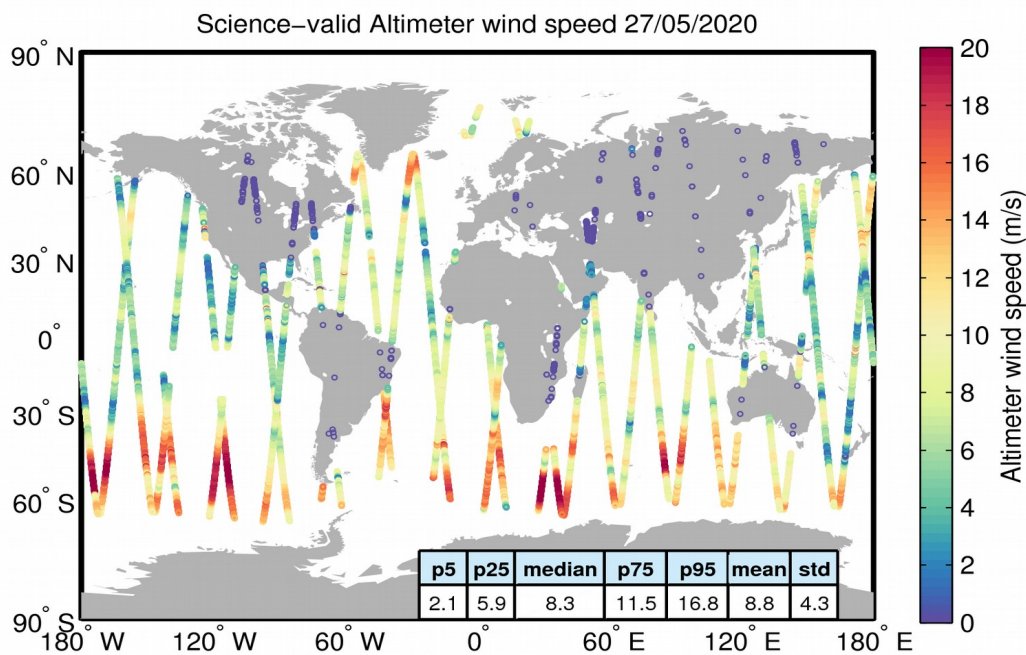 Science−valid Altimeter wind speed 27/05/2020
90° N
60° N
30° N
0°
30° S
60° S
90° S
180° W
120° W
60° W
0°
60° E
120° E
180° E
p5 p25 median p75 p95 mean std
2.1 5.9 8.3 11.5 16.8 8.8 4.3
20
18
16
14
12
10
8
6
4
2
0
Altimeter wind speed (m/s)